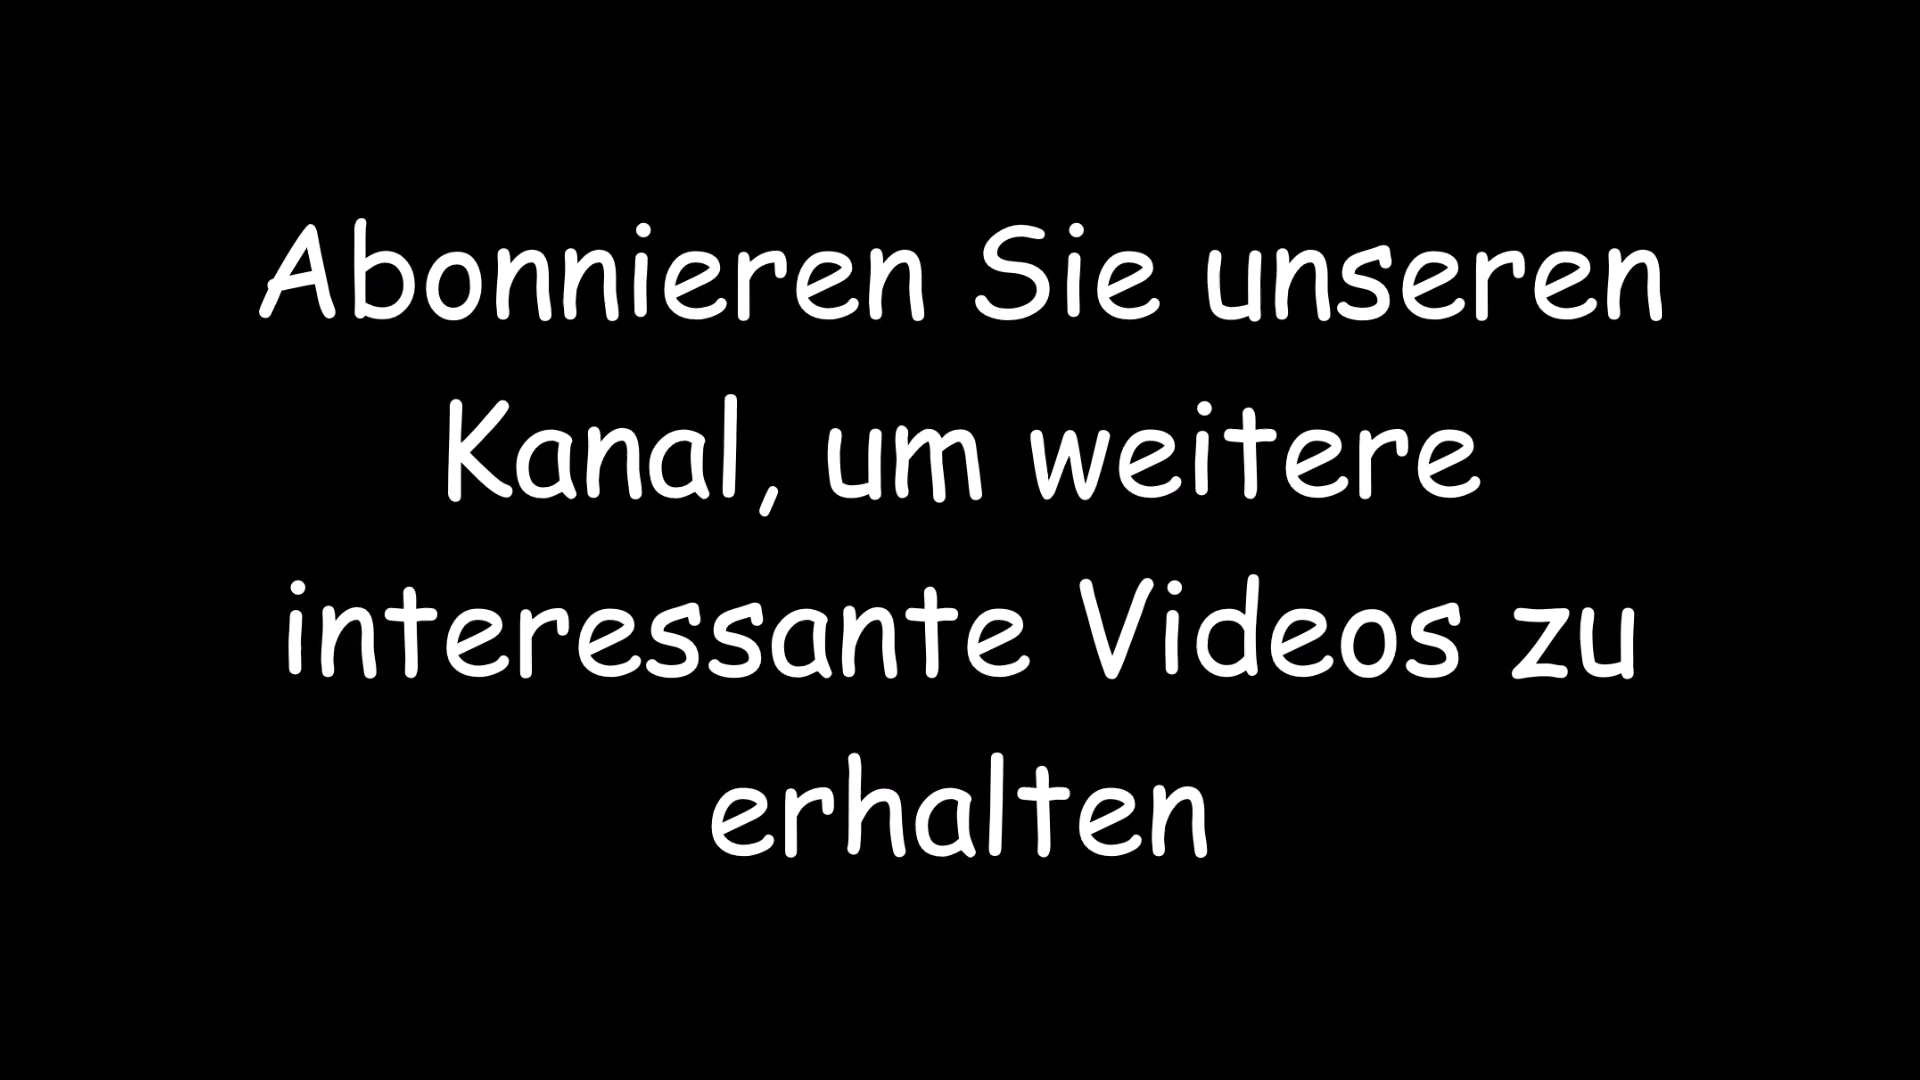 Abonnieren Sie unseren
Kanal, um weitere
interessante Videos zu
erhalten